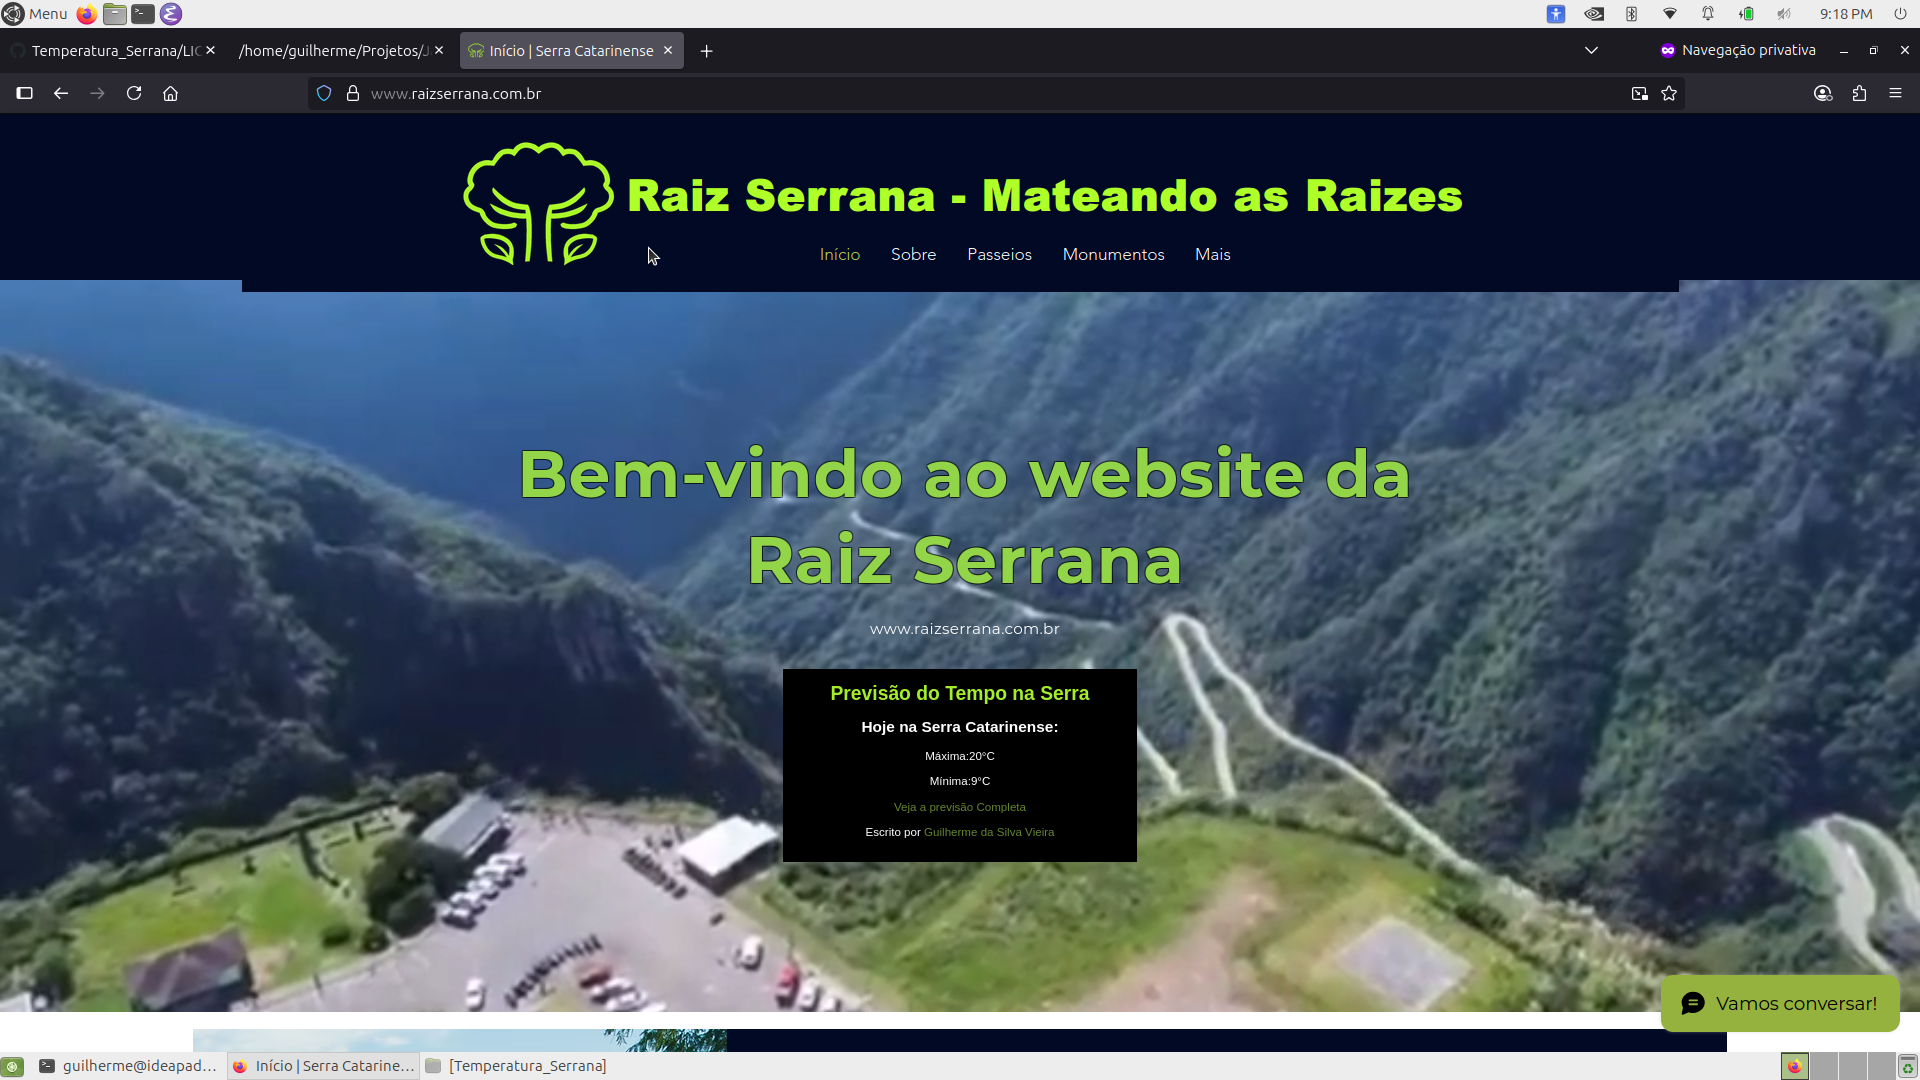 Menu
9:18 PM
Temperatura_Serrana/LIC
/home/guilherme/Projetos/J
Início | Serra Catarinense
Navegação privativa
www.raizserrana.com.br
Raiz Serrana - Mateando as Raizes
Início Sobre Passeios Monumentos Mais
Bem-vindo ao website da
Raiz Serrana
www.raizserrana.com.br
Previsão do Tempo na Serra
Hoje na Serra Catarinense:
Máxima:20°C
Mínima:9°C
Veja a previsão Completa
Escrito por Guilherme da Silva Vieira
Vamos conversar!
guilherme@ideapad...
Início | Serra Catarine...
[Temperatura_Serrana]